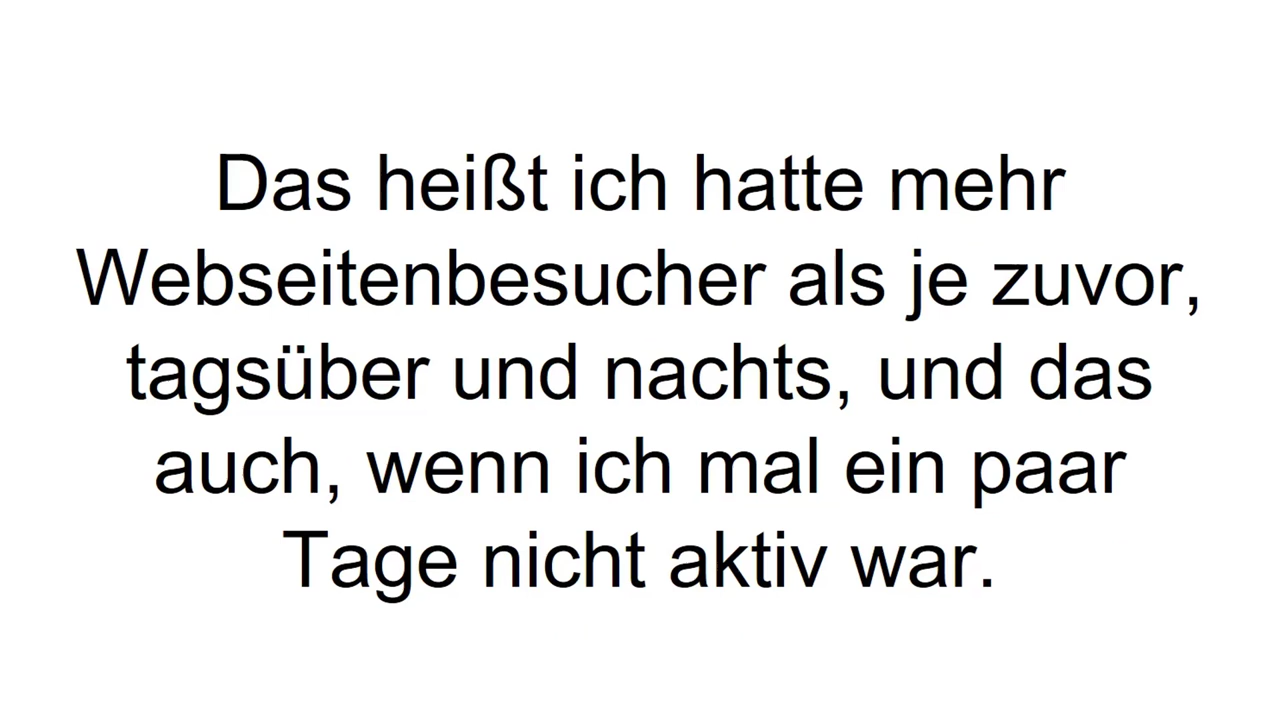 Das heißt ich hatte mehr
Webseitenbesucher als je zuvor,
tagsüber und nachts, und das
auch, wenn ich mal ein paar
Tage nicht aktiv war.